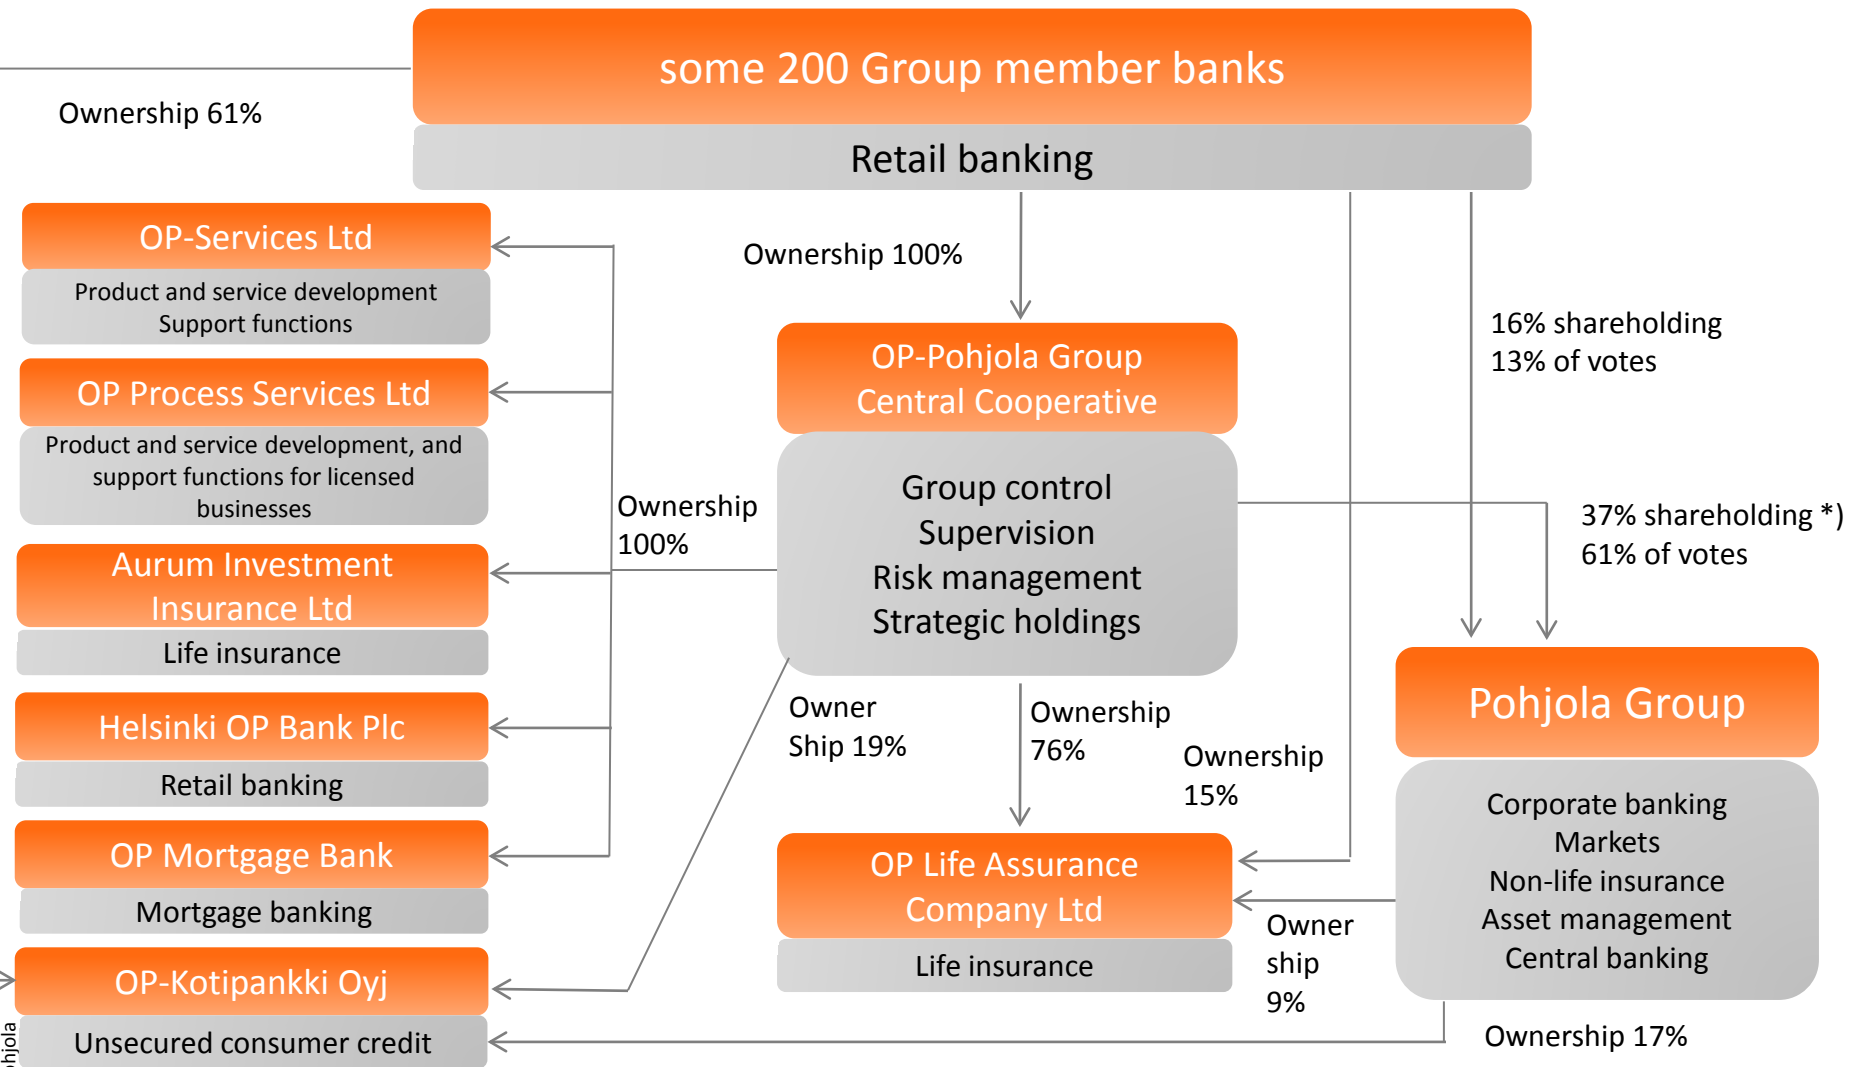 some 200 Group member banks
Ownership 61%
Retail banking
OP-Services Ltd
Product and service development
Support functions
Ownership 100%
16% shareholding
13% of votes
OP-Pohjola Group
Central Cooperative
OP Process Services Ltd
Product and service development, and
support functions for licensed
businesses
Group control
Supervision
Risk management
Strategic holdings
Ownership
100%
37% shareholding *)
61% of votes
Aurum Investment
Insurance Ltd
Life insurance
Helsinki OP Bank Plc
Retail banking
Owner
Ship 19%
Ownership
76%
Ownership
15%
Pohjola Group
Corporate banking
Markets
Non-life insurance
Asset management
Central banking
OP Mortgage Bank
Mortgage banking
OP Life Assurance
Company Ltd
Life insurance
Owner
ship
9%
OP-Kotipankki Oyj
Unsecured consumer credit
Ownership 17%